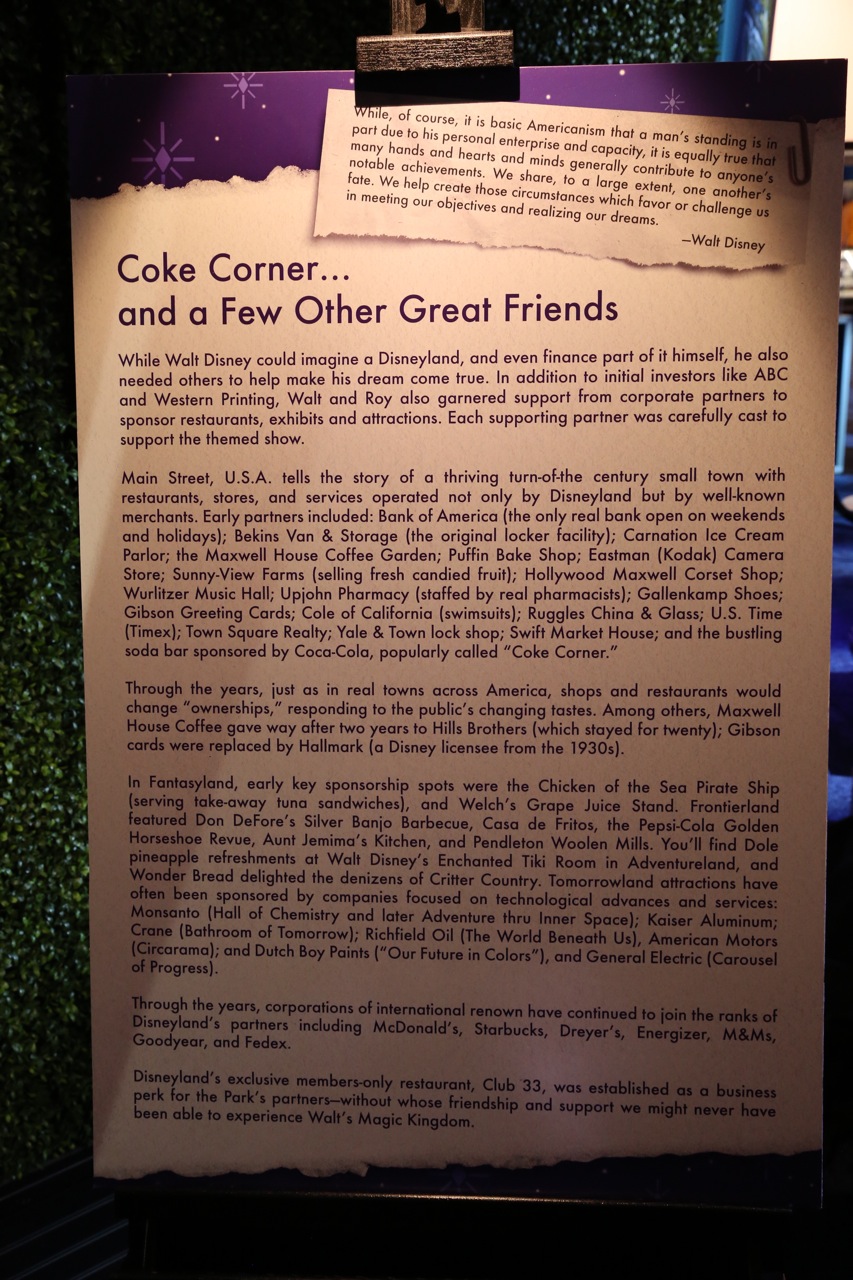 While, of course, it is basic Americanism that a man's standing is in
part due to his personal enterprise and capacity, it is equally true that
many hands and hearts and minds generally contribute to anyone's
notable achievements. We share, to a large extent, one another's
fate. We help create those circumstances which favor or challenge us
in meeting our objectives and realizing our dreams.
—Walt Disney
Coke Corner...
and a Few Other Great Friends
While Walt Disney could imagine a Disneyland, and even finance part of it himself, he also
needed others to help make his dream come true. In addition to initial investors like ABC
and Western Printing, Walt and Roy also garnered support from corporate partners to
sponsor restaurants, exhibits and attractions. Each supporting partner was carefully cast to
support the themed show.
Main Street, U.S.A. tells the story of a thriving turn-of-the century small town with
restaurants, stores, and services operated not only by Disneyland but by well-known
merchants. Early partners included: Bank of America (the only real bank open on weekends
and holidays); Bekins Van & Storage (the original locker facility); Carnation Ice Cream
Parlor; the Maxwell House Coffee Garden; Puffin Bake Shop; Eastman (Kodak) Camera
Store; Sunny-View Farms (selling fresh candied fruit); Hollywood Maxwell Corset Shop;
Wurlitzer Music Hall; Upjohn Pharmacy (staffed by real pharmacists); Gallenkamp Shoes;
Gibson Greeting Cards; Cole of California (swimsuits); Ruggles China & Glass; U.S. Time
(Timex); Town Square Realty; Yale & Town lock shop; Swift Market House; and the bustling
soda bar sponsored by Coca-Cola, popularly called "Coke Corner."
Through the years, just as in real towns across America, shops and restaurants would
change "ownerships," responding to the public's changing tastes. Among others, Maxwell
House Coffee gave way after two years to Hills Brothers (which stayed for twenty); Gibson
cards were replaced by Hallmark (a Disney licensee from the 1930s).
In Fantasyland, early key sponsorship spots were the Chicken of the Sea Pirate Ship
(serving take-away tuna sandwiches), and Welch's Grape Juice Stand. Frontierland
featured Don DeFore's Silver Banjo Barbecue, Casa de Fritos, the Pepsi-Cola Golden
Horseshoe Revue, Aunt Jemima's Kitchen, and Pendleton Woolen Mills. You'll find Dole
pineapple refreshments at Walt Disney's Enchanted Tiki Room in Adventureland, and
Wonder Bread delighted the denizens of Critter Country. Tomorrowland attractions have
often been sponsored by companies focused on technological advances and services:
Monsanto (Hall of Chemistry and later Adventure thru Inner Space); Kaiser Aluminum;
Crane (Bathroom of Tomorrow); Richfield Oil (The World Beneath Us), American Motors
(Circarama); and Dutch Boy Paints ("Our Future in Colors"), and General Electric (Carousel
of Progress).
Through the years, corporations of international renown have continued to join the ranks of
Disneyland's partners including McDonald's, Starbucks, Dreyer's, Energizer, M&Ms,
Goodyear, and Fedex.
Disneyland's exclusive members-only restaurant, Club 33, was established as a business
perk for the Park's partners—without whose friendship and support we might never have
been able to experience Walt's Magic Kingdom.